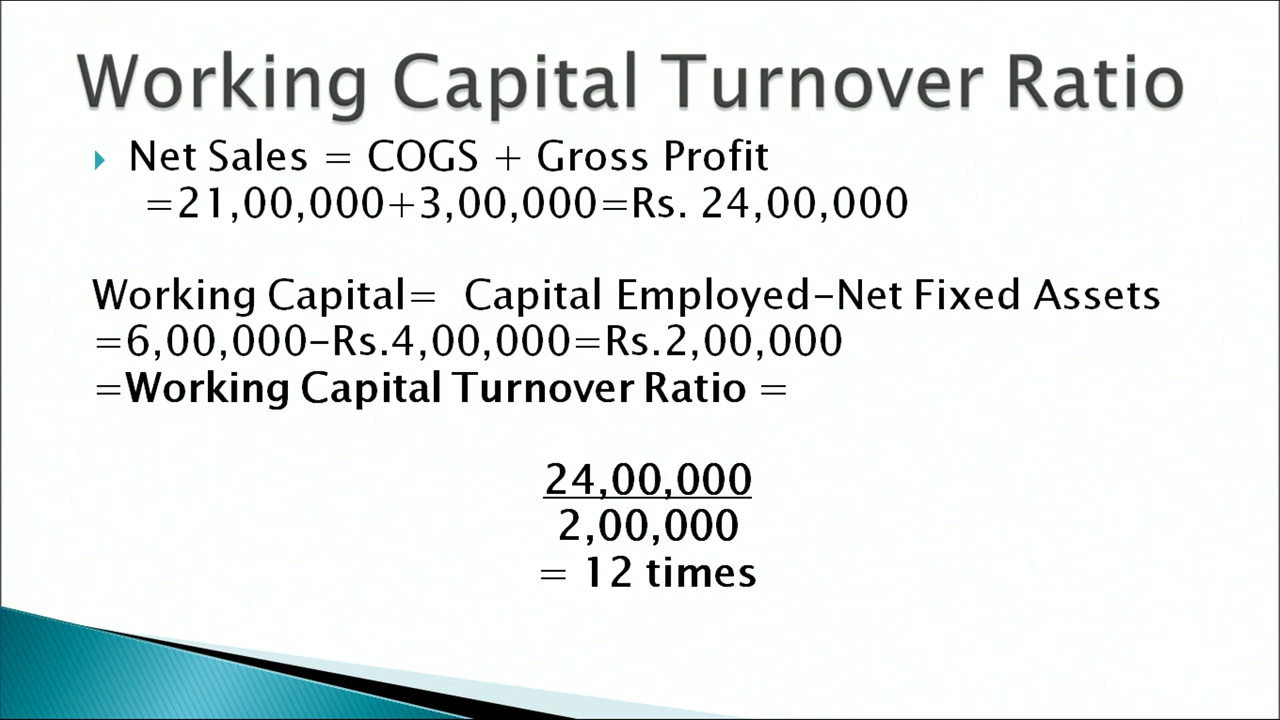 Working Capital Turnover Ratio
Net Sales = COGS + Gross Profit
=21,00,000+3,00,000=Rs. 24,00,000
Working Capital= Capital Employed-Net Fixed Assets
=6,00,000-Rs.4,00,000=Rs.2,00,000
=Working Capital Turnover Ratio =
24,00,000
2,00,000
= 12 times